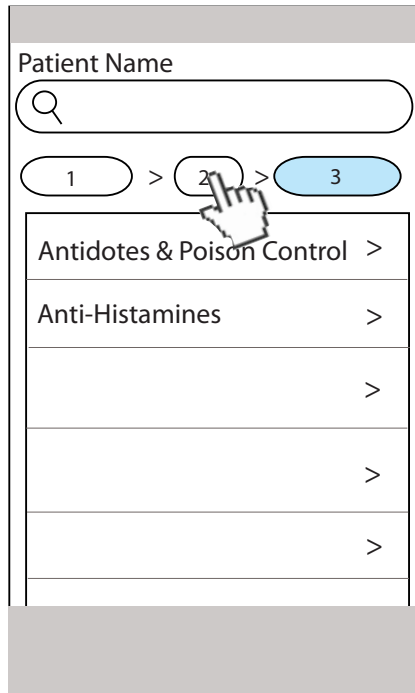 Patient Name
1 > 2 > 3
Antidotes & Poison Control >
Anti-Histamines >
>
>
>